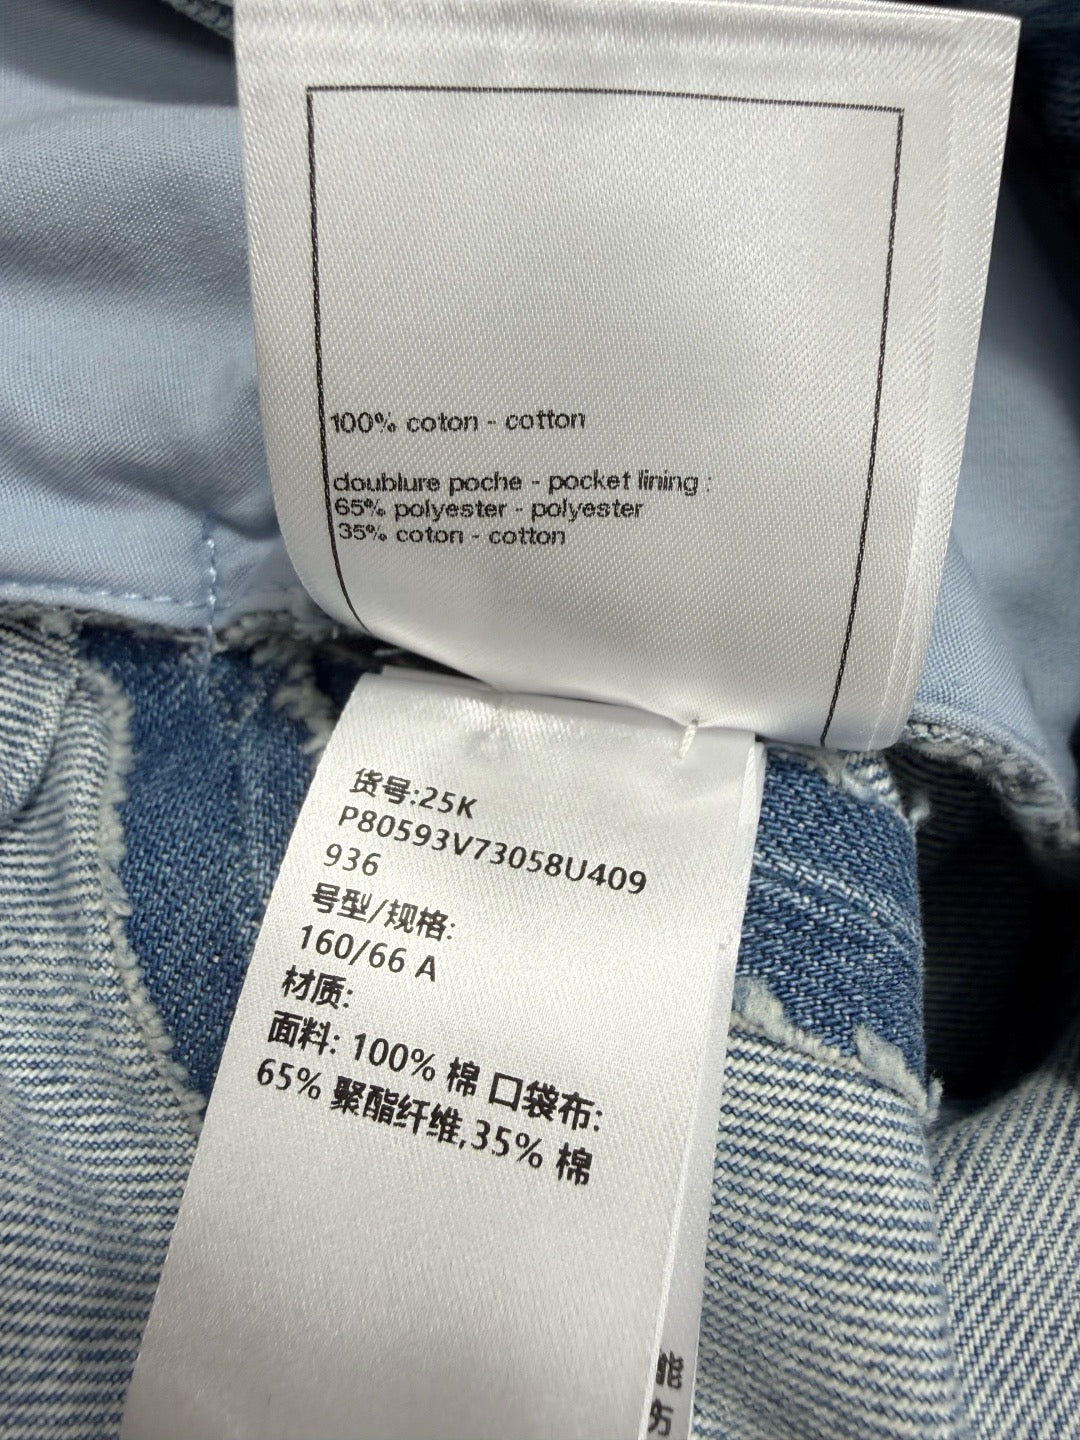 100% coton - cotton
doublure poche - pocket lining :
65% polyester - polyester
35% coton - cotton
货号:25K
P80593V73058U409
936
号型/规格:
160/66 A
材质:
面料: 100% 棉 口袋布:
65% 聚酯纤维,35% 棉
能